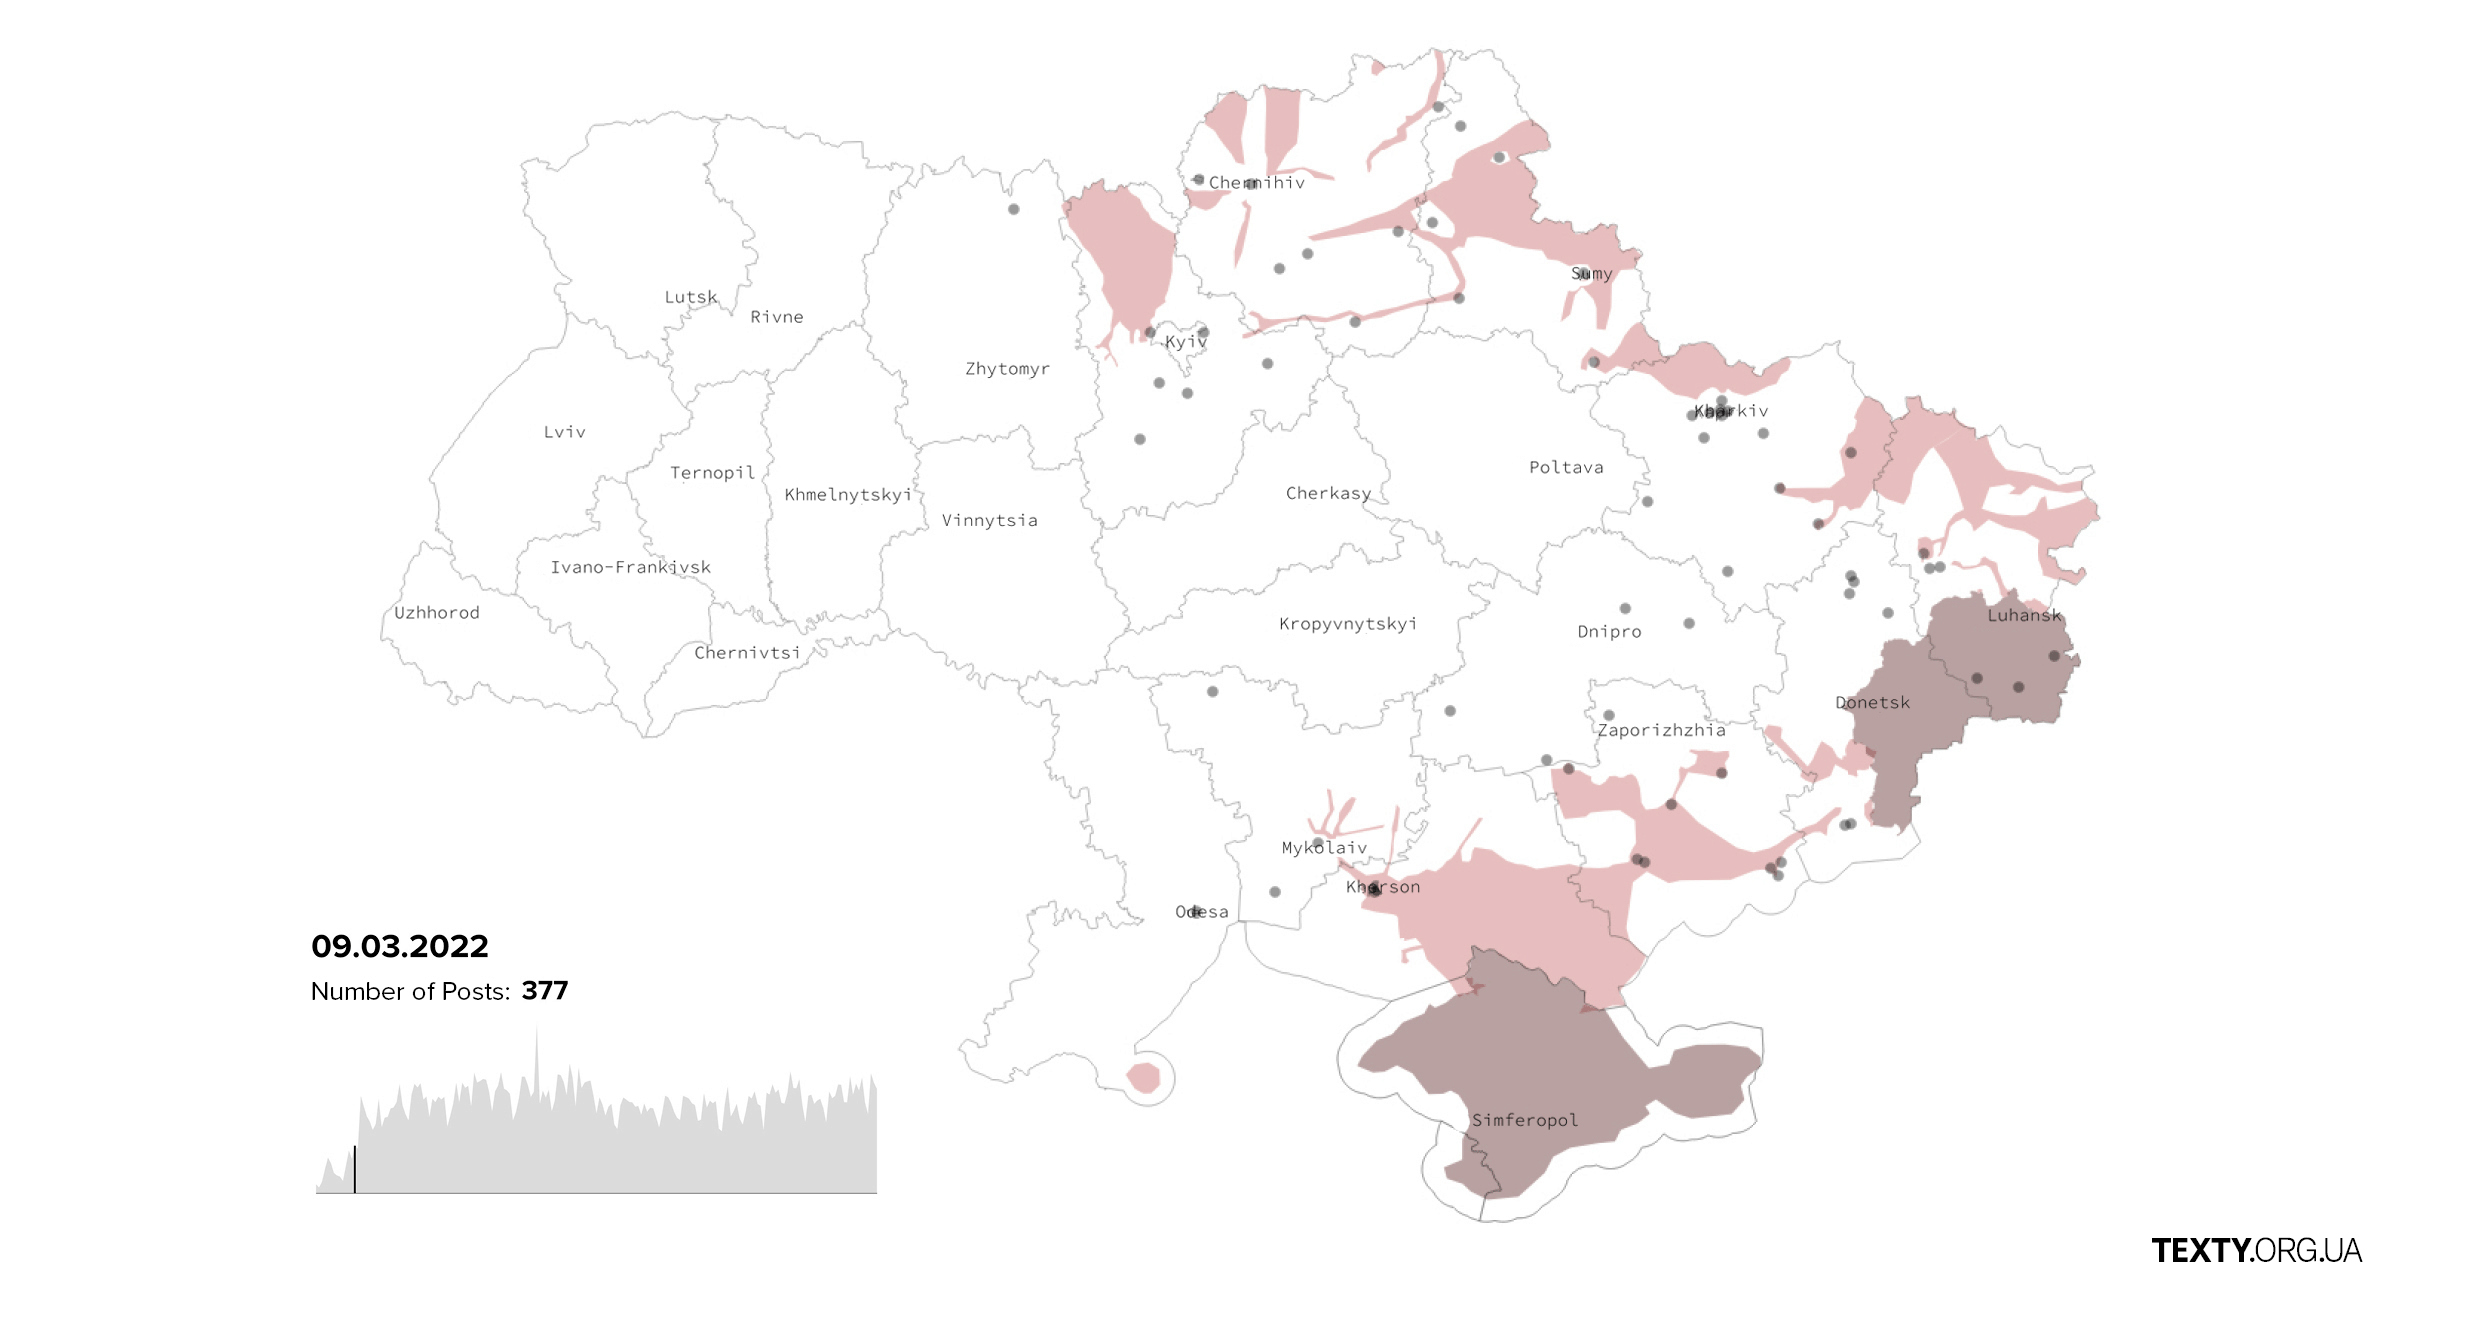 Chernihiv
Sumy
Lutsk
Rivne
Kyiv
Zhytomyr
Kharkiv
Lviv
Ternopil
Poltava
Khmelnytskyi
Cherkasy
Vinnytsia
Ivano-Frankivsk
Uzhhorod
Luhansk
Kropyvnytskyi
Dnipro
Chernivtsi
Donetsk
Zaporizhzhia
Mykolaiv
Kherson
Odesa
09.03.2022
Number of Posts: 377
Simferopol
TEXTY.ORG.UA